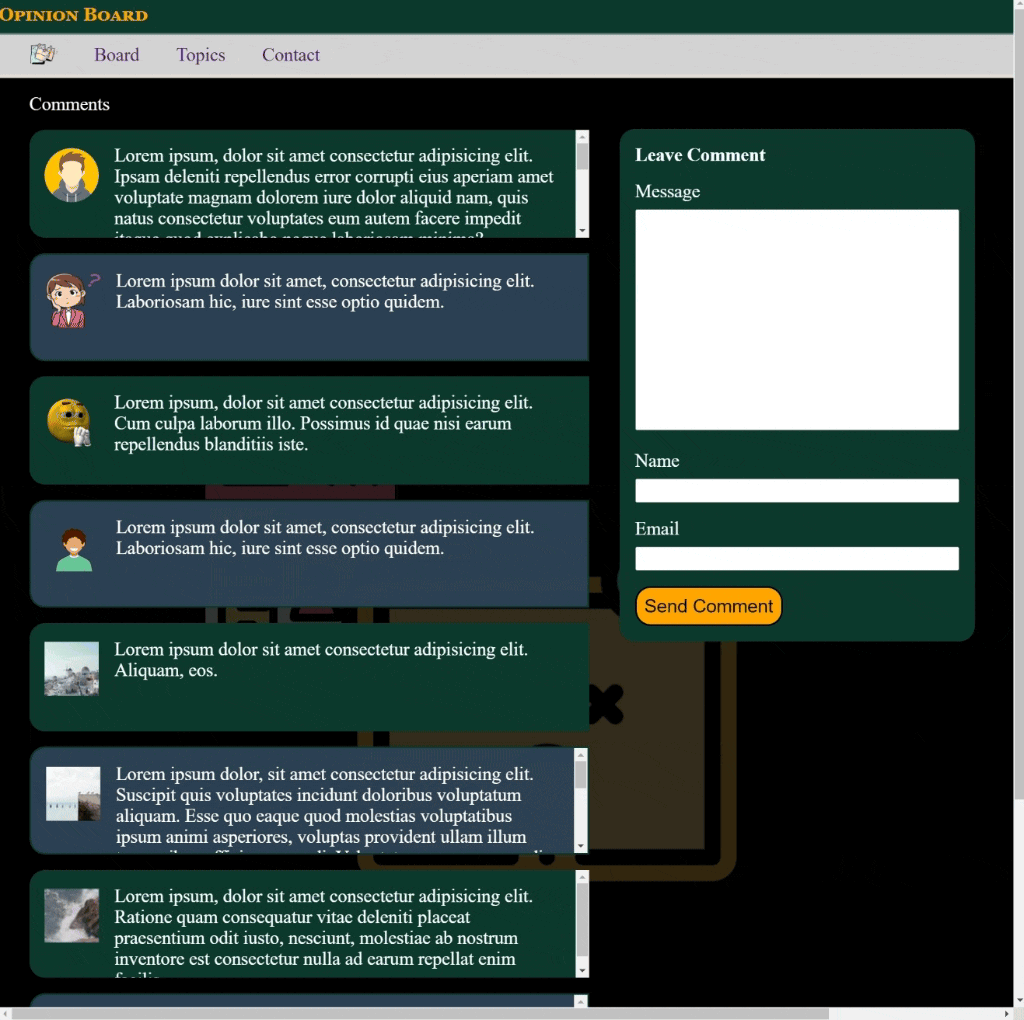 Opinion Board
Board Topics Contact
Comments
Lorem ipsum, dolor sit amet consectetur adipisicing elit.
Ipsam deleniti repellendus error corrupti eius aperiam amet
voluptate magnam dolorem iure dolor aliquid nam, quis
natus consectetur voluptates eum autem facere impedit
itaque quod explicabo neque laboriosam minima?
Lorem ipsum dolor sit amet, consectetur adipisicing elit.
Laboriosam hic, iure sint esse optio quidem.
Lorem ipsum, dolor sit amet consectetur adipisicing elit.
Cum culpa laborum illo. Possimus id quae nisi earum
repellendus blanditiis iste.
Lorem ipsum dolor sit amet, consectetur adipisicing elit.
Laboriosam hic, iure sint esse optio quidem.
Lorem ipsum dolor sit amet consectetur adipisicing elit.
Aliquam, eos.
Lorem ipsum dolor, sit amet consectetur adipisicing elit.
Suscipit quis voluptates incidunt doloribus voluptatum
aliquam. Esse quo eaque quod molestias voluptatibus
ipsum animi asperiores, voluptas provident ullam illum
Lorem ipsum, dolor sit amet consectetur adipisicing elit.
Ratione quam consequatur vitae deleniti placeat
praesentium odit iusto, nesciunt, molestiae ab nostrum
inventore est consectetur nulla ad earum repellat enim
Leave Comment
Message
Name
Email
Send Comment